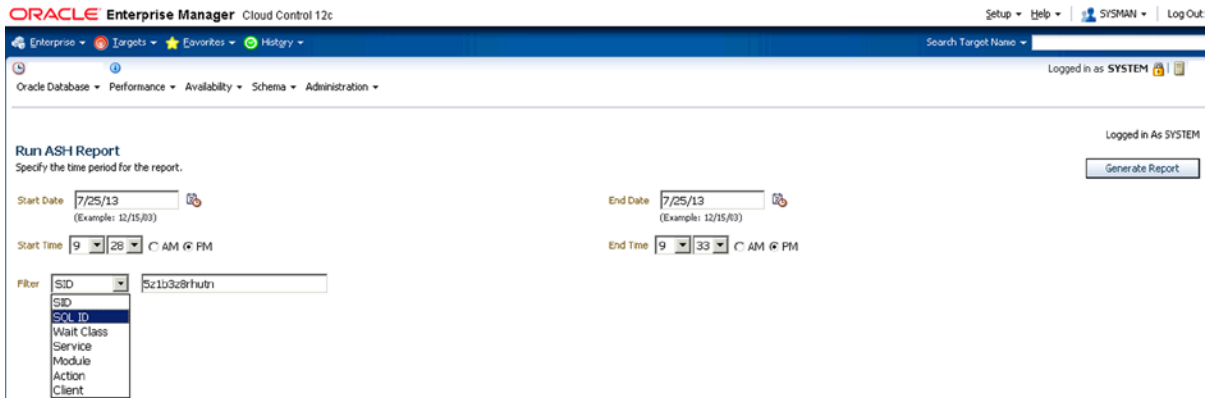 ORACLE Enterprise Manager Cloud Control 12c
Setup Help SYSMAN Log Out
Enterprise Targets Favorites History
Search Target Name
Logged in as SYSTEM
Oracle Database Performance Availability Schema Administration
Logged in As SYSTEM
Run ASH Report
Specify the time period for the report.
Generate Report
Start Date 7/25/13
(Example: 12/15/03)
End Date 7/25/13
(Example: 12/15/03)
Start Time 9 28 AM PM
End Time 9 33 AM PM
Filter SID 5z1b3z8rhutn
SID
SQL ID
Wait Class
Service
Module
Action
Client